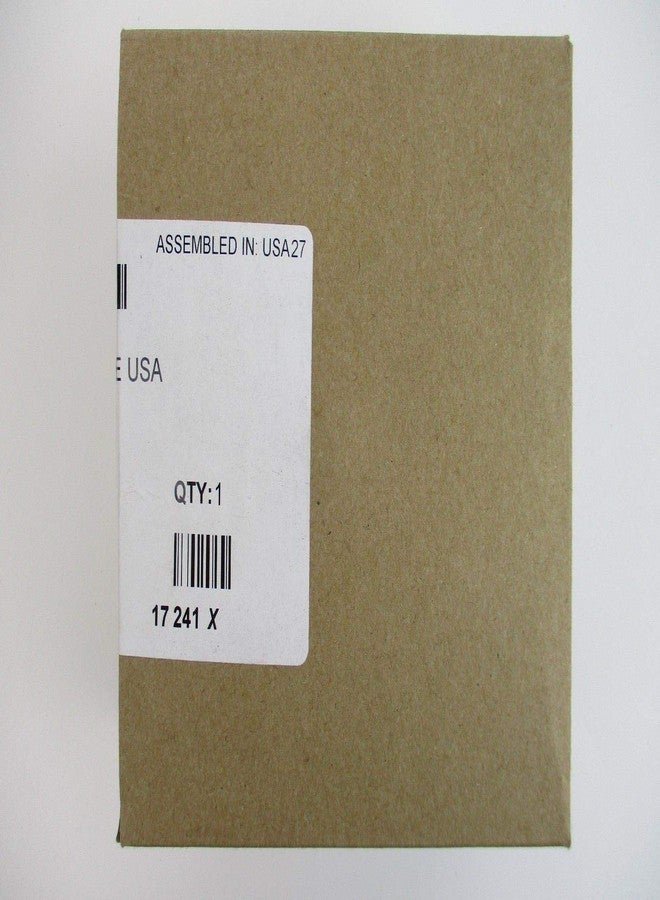 ASSEMBLED IN: USA27
E USA
QTY:1
17 241 X